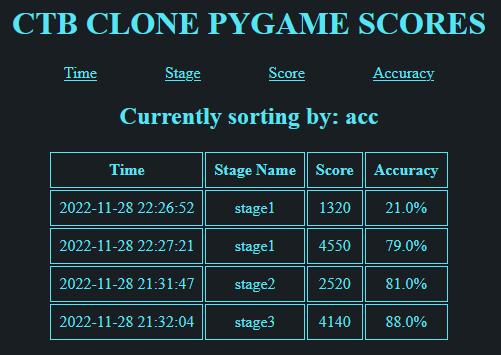 CTB CLONE PYGAME SCORES
Time Stage Score Accuracy
Currently sorting by: acc
Time Stage Name Score Accuracy
2022-11-28 22:26:52 stage1 1320 21.0%
2022-11-28 22:27:21 stage1 4550 79.0%
2022-11-28 21:31:47 stage2 2520 81.0%
2022-11-28 21:32:04 stage3 4140 88.0%